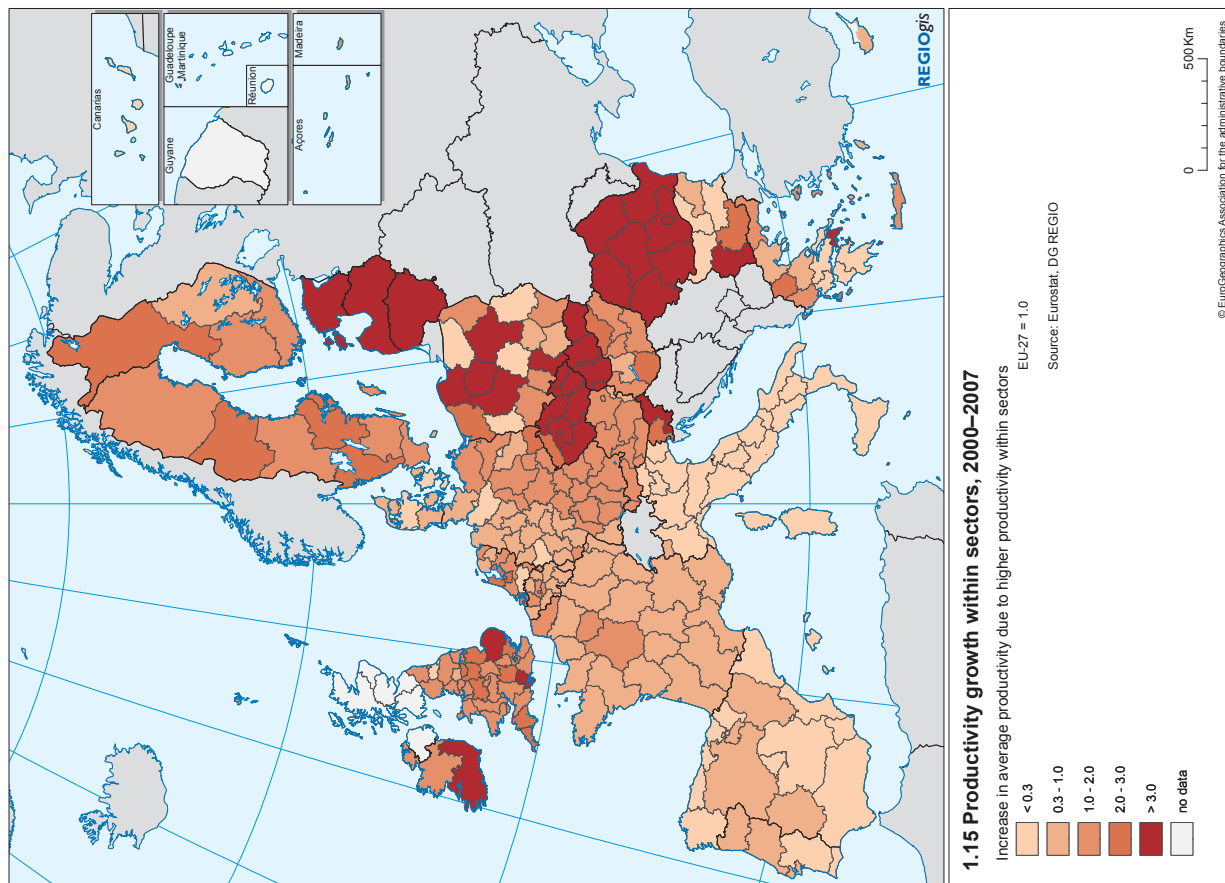 Canarias
Guyane
Guadeloupe
Martinique
Réunion
Açores
Madeira
REGIOgis
1.15 Productivity growth within sectors, 2000–2007
Increase in average productivity due to higher productivity within sectors
< 0.3
0.3 - 1.0
1.0 - 2.0
2.0 - 3.0
> 3.0
no data
EU-27 = 1.0
Source: Eurostat, DG REGIO
0 500 Km
© EuroGeographics Association for the administrative boundaries